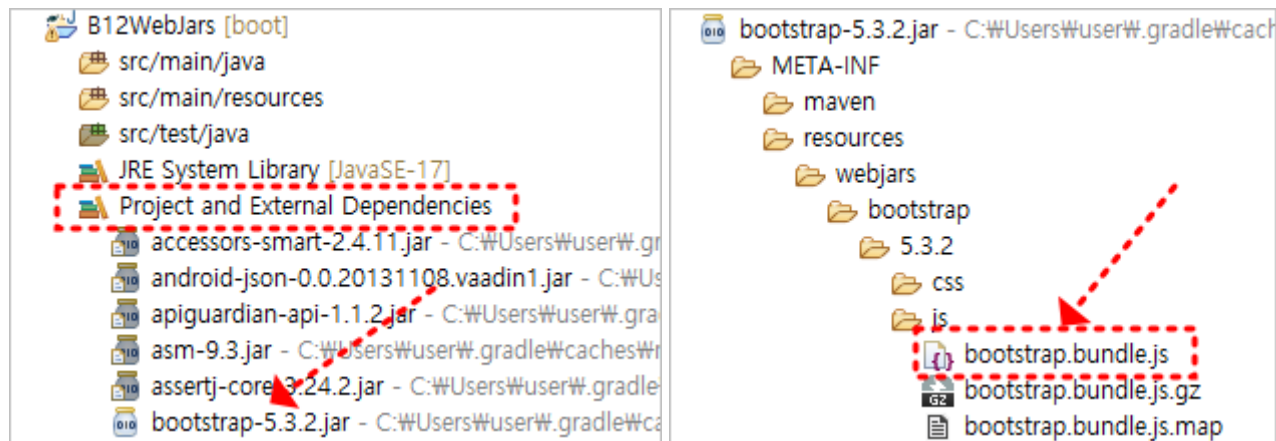 B12WebJars [boot]
src/main/java
src/main/resources
src/test/java
JRE System Library [JavaSE-17]
Project and External Dependencies
accessors-smart-2.4.11.jar - C:₩Users₩user₩.gr
android-json-0.0.20131108.vaadin1.jar - C:₩Us
apiguardian-api-1.1.2.jar - C:₩Users₩user₩.gra
asm-9.3.jar - C:₩Users₩user₩.gradle₩caches₩
assertj-core-3.24.2.jar - C:₩Users₩user₩.gradle
bootstrap-5.3.2.jar - C:₩Users₩user₩.gradle₩ca
bootstrap-5.3.2.jar - C:₩Users₩user₩.gradle₩cach
META-INF
maven
resources
webjars
bootstrap
5.3.2
css
js
bootstrap.bundle.js
bootstrap.bundle.js.gz
bootstrap.bundle.js.map